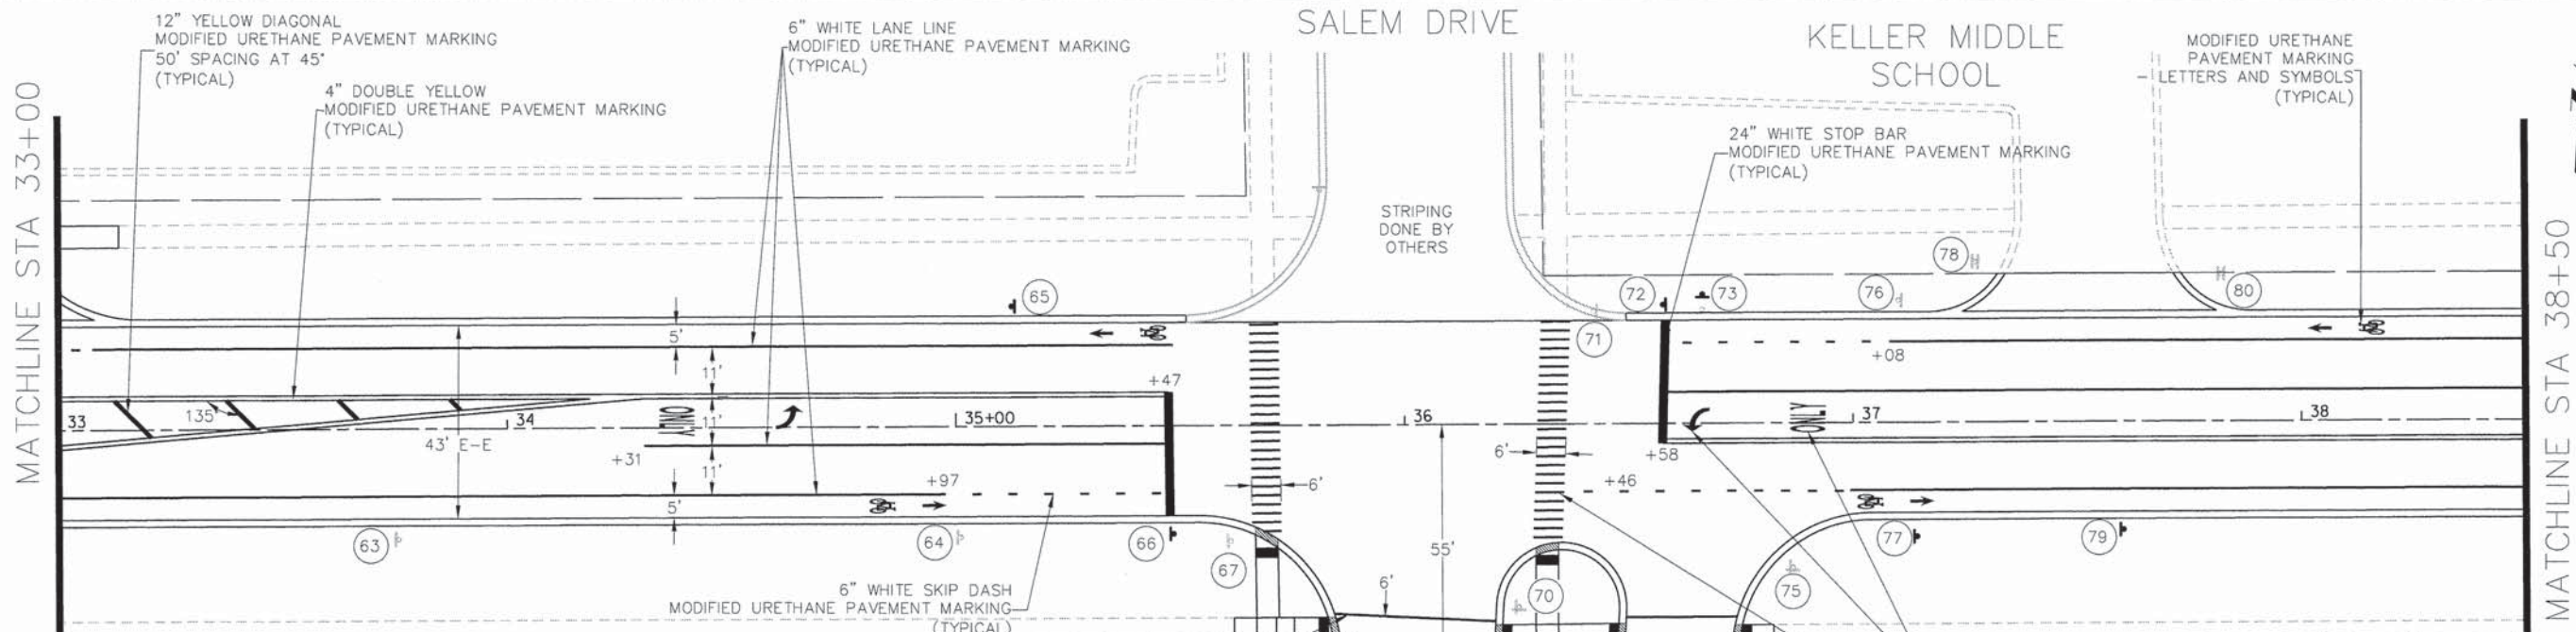 12" YELLOW DIAGONAL
MODIFIED URETHANE PAVEMENT MARKING
50' SPACING AT 45°
(TYPICAL)
4" DOUBLE YELLOW
MODIFIED URETHANE PAVEMENT MARKING
(TYPICAL)
6" WHITE LANE LINE
MODIFIED URETHANE PAVEMENT MARKING
(TYPICAL)
SALEM DRIVE
KELLER MIDDLE
SCHOOL
MODIFIED URETHANE
PAVEMENT MARKING
- LETTERS AND SYMBOLS
(TYPICAL)
24" WHITE STOP BAR
MODIFIED URETHANE PAVEMENT MARKING
(TYPICAL)
MATCHLINE STA 33+00
MATCHLINE STA 38+50
STRIPING
DONE BY
OTHERS
65
72
73
76
78
80
71
5'
11'
+08
+47
33
135°
34
ONLY
11'
35+00
36
ONLY
37
38
43' E-E
+31
11'
6'
+58
+97
6'
+46
5'
63
64
66
67
55'
77
79
6" WHITE SKIP DASH
MODIFIED URETHANE PAVEMENT MARKING
(TYPICAL)
6'
70
75